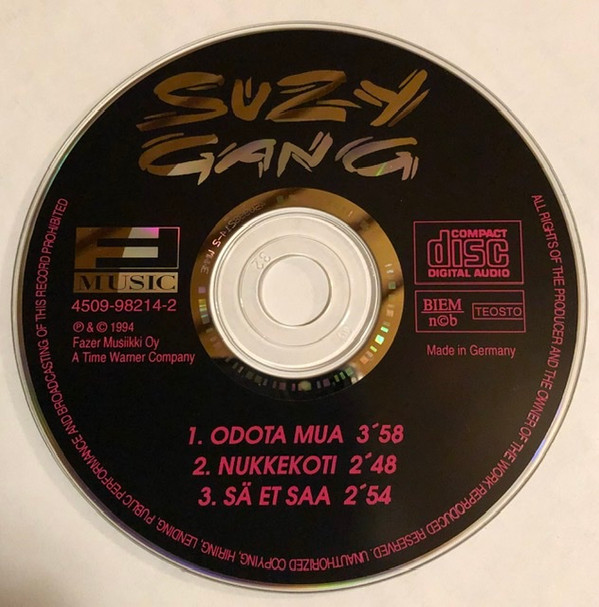 SUZY
GANG
F
MUSIC
4509-98214-2
℗ & © 1994
Fazer Musiikki Oy
A Time Warner Company
COMPACT
disc
DIGITAL AUDIO
BIEM
n©b
TEOSTO
Made in Germany
1. ODOTA MUA 3´58
2. NUKKEKOTI 2´48
3. SÄ ET SAA 2´54
ALL RIGHTS OF THE PRODUCER AND THE OWNER OF THE WORK REPRODUCED RESERVED. UNAUTHORIZED COPYING, HIRING, LENDING, PUBLIC PERFORMANCE AND BROADCASTING OF THIS RECORD PROHIBITED